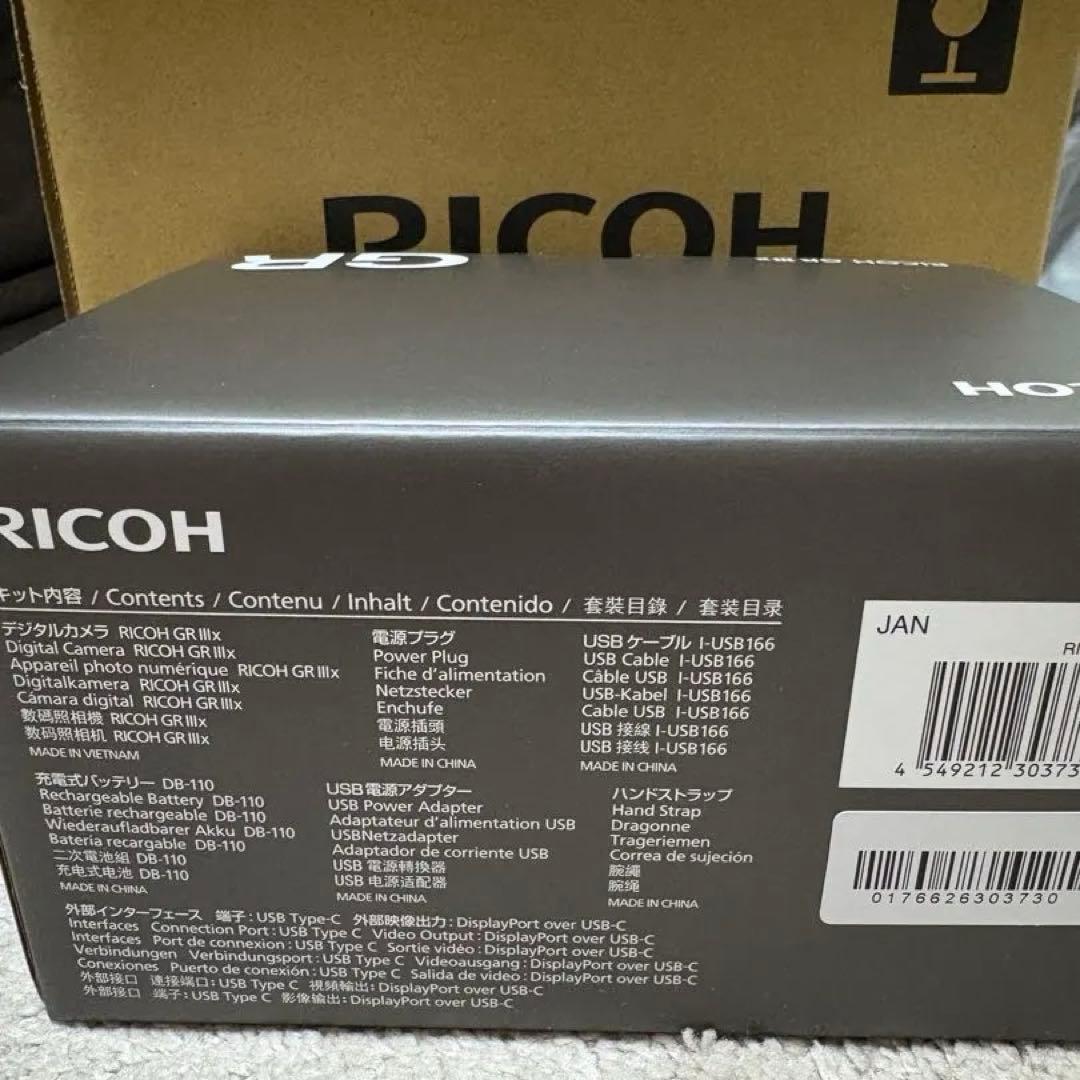 RICOH
GR
RICOH GR IIIx
RICOH
キット内容 / Contents / Contenu / Inhalt / Contenido / 套裝目錄 / 套装目录
デジタルカメラ RICOH GR IIIx
Digital Camera RICOH GR IIIx
Appareil photo numérique RICOH GR IIIx
Digitalkamera RICOH GR IIIx
Cámara digital RICOH GR IIIx
數碼照相機 RICOH GR IIIx
数码照相机 RICOH GR IIIx
MADE IN VIETNAM
電源プラグ
Power Plug
Fiche d'alimentation
Netzstecker
Enchufe
電源插頭
电源插头
MADE IN CHINA
USBケーブル I-USB166
USB Cable I-USB166
Câble USB I-USB166
USB-Kabel I-USB166
Cable USB I-USB166
USB 接線 I-USB166
USB 接线 I-USB166
MADE IN CHINA
充電式バッテリー DB-110
Rechargeable Battery DB-110
Batterie rechargeable DB-110
Wiederaufladbarer Akku DB-110
Batería recargable DB-110
二次電池組 DB-110
充电式电池 DB-110
MADE IN CHINA
USB電源アダプター
USB Power Adapter
Adaptateur d'alimentation USB
USBNetzadapter
Adaptador de corriente USB
USB 電源轉換器
USB 电源适配器
MADE IN CHINA
ハンドストラップ
Hand Strap
Dragonne
Trageriemen
Correa de sujeción
腕繩
腕绳
MADE IN CHINA
外部インターフェース 端子：USB Type-C 外部映像出力：DisplayPort over USB-C
Interfaces Connection Port : USB Type C Video Output : DisplayPort over USB-C
Interfaces Port de connexion : USB Type C Sortie vidéo : DisplayPort over USB-C
Verbindungen Verbindungsport : USB Type C Videoausgang : DisplayPort over USB-C
Conexiones Puerto de conexión : USB Type C Salida de video : DisplayPort over USB-C
外部接口 連接端口：USB Type C 視頻輸出：DisplayPort over USB-C
外部接口 端子：USB Type C 影像输出：DisplayPort over USB-C
JAN
4 549212 30373
0176626303730